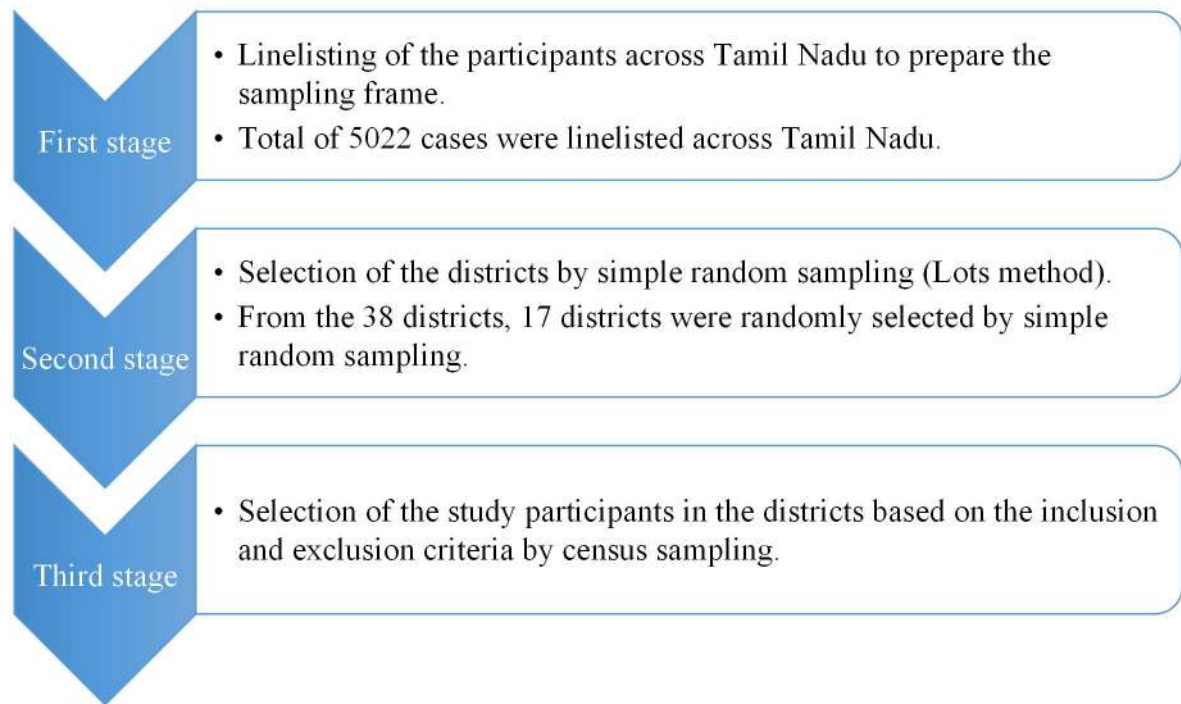 First stage
• Linelisting of the participants across Tamil Nadu to prepare the
sampling frame.
• Total of 5022 cases were linelisted across Tamil Nadu.
Second stage
• Selection of the districts by simple random sampling (Lots method).
• From the 38 districts, 17 districts were randomly selected by simple
random sampling.
Third stage
• Selection of the study participants in the districts based on the inclusion
and exclusion criteria by census sampling.